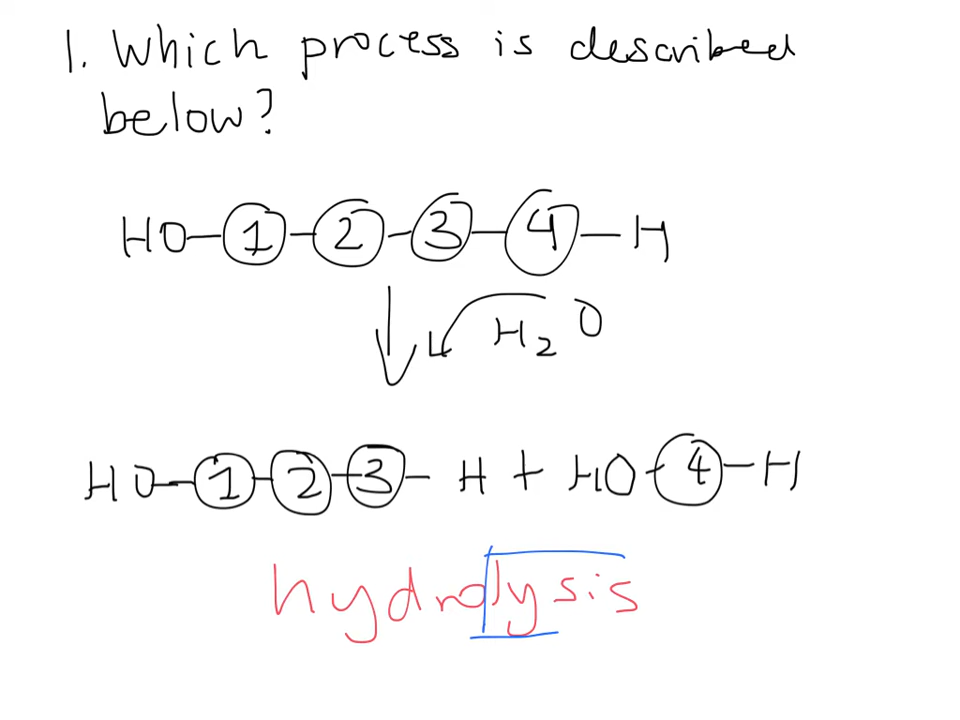 1. Which process is described
below?
HO-1-2-3-4-H
H₂O
HO-1-2-3-H + HO-4-H
hydrolysis